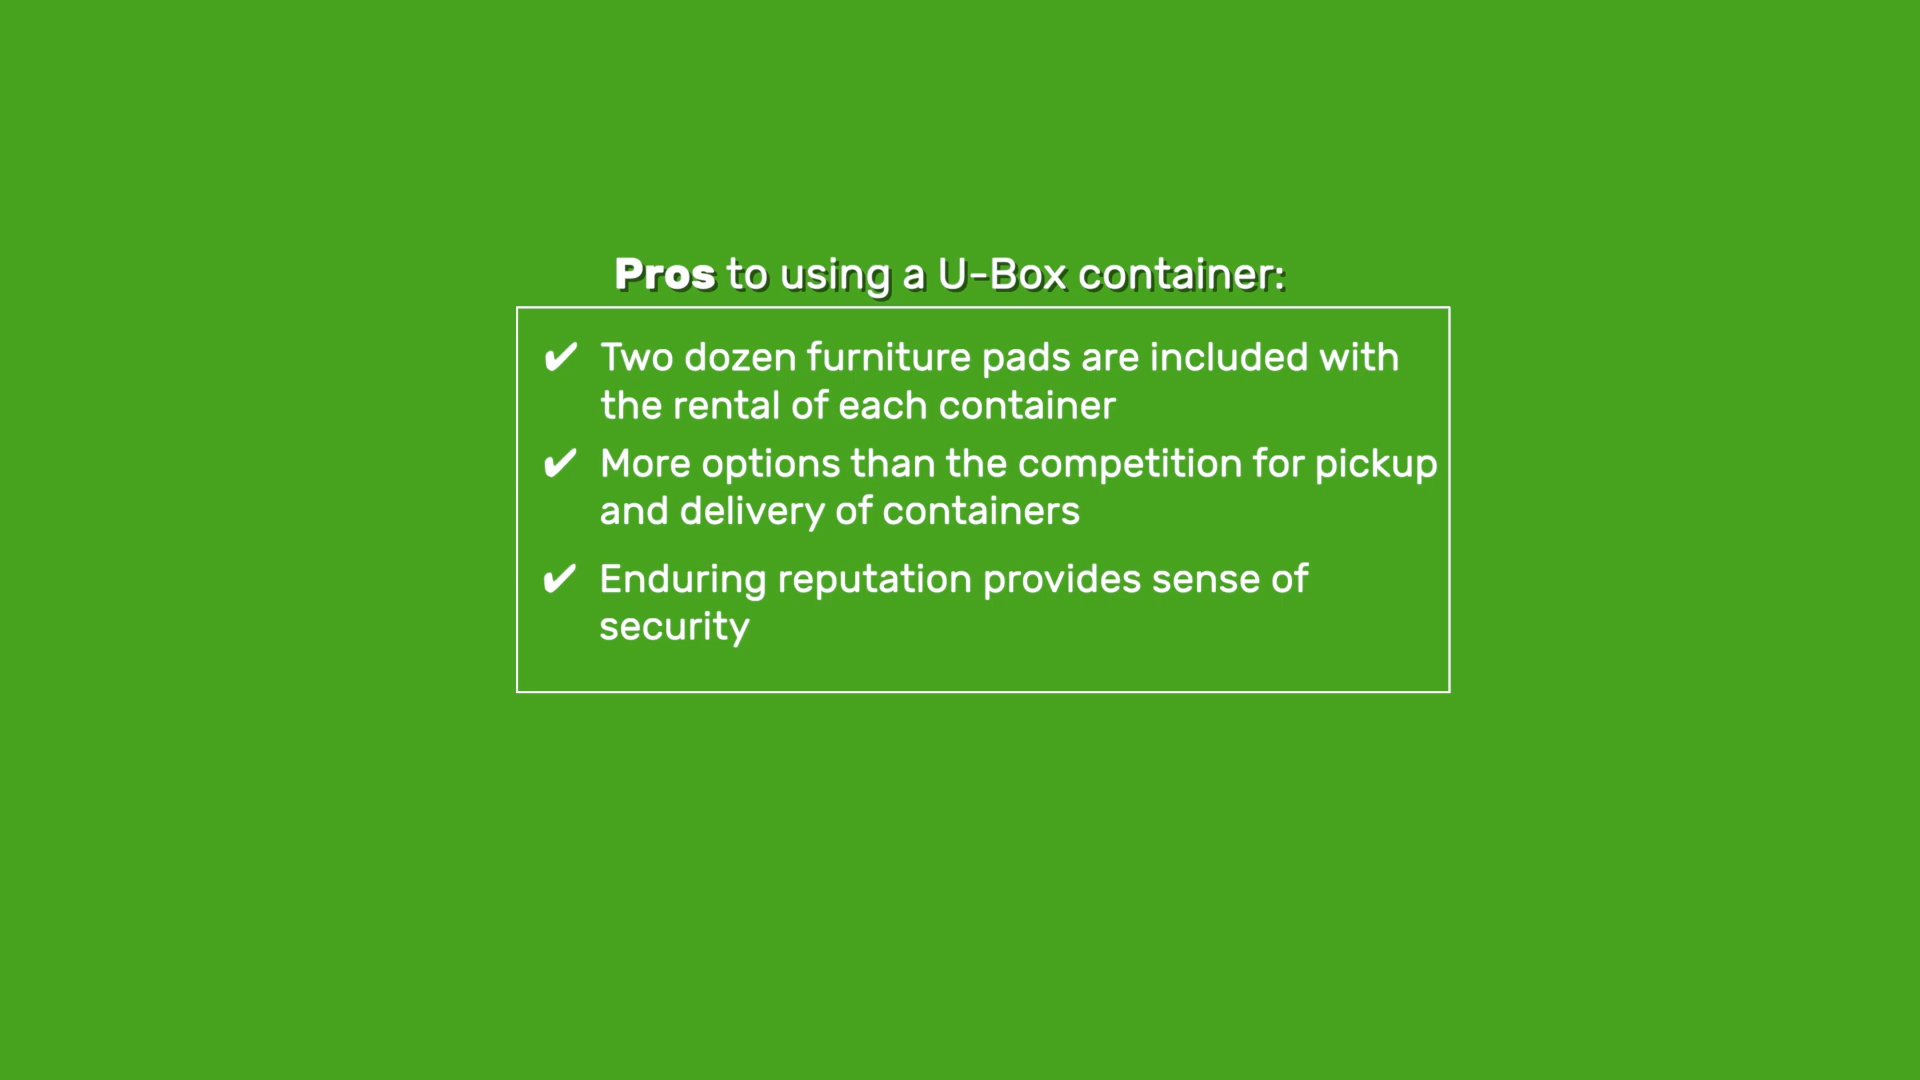 Pros to using a U-Box container:
✔ Two dozen furniture pads are included with
the rental of each container
✔ More options than the competition for pickup
and delivery of containers
✔ Enduring reputation provides sense of
security